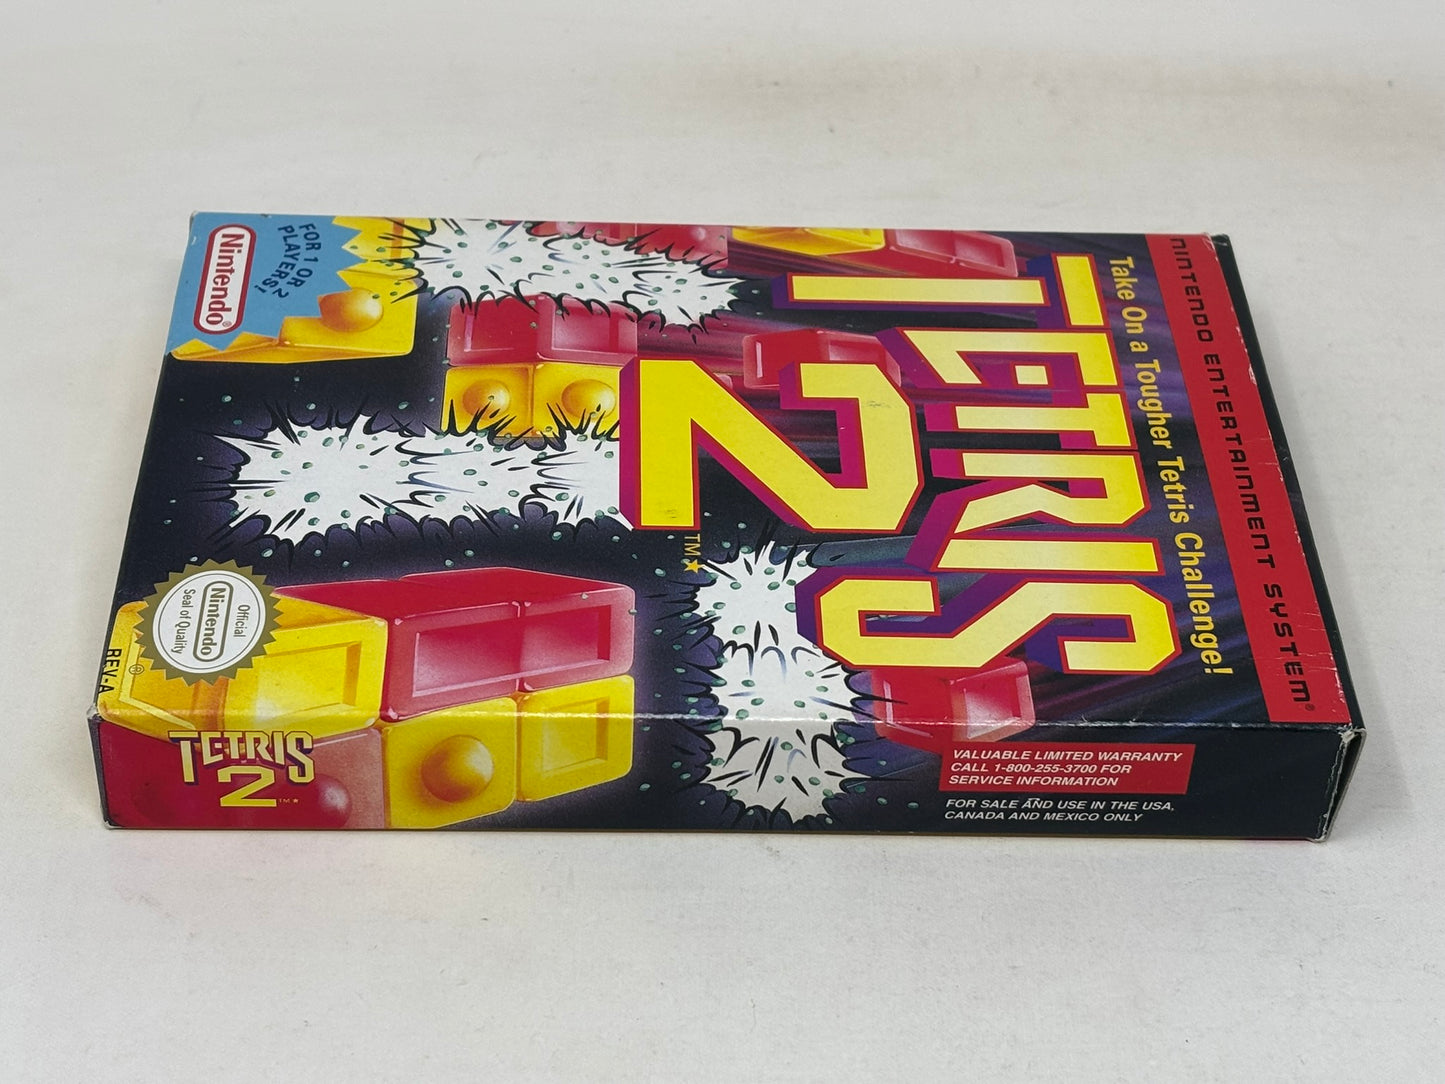 NINTENDO ENTERTAINMENT SYSTEM®
Take On a Tougher Tetris Challenge!
TETRIS
2
TM★
FOR 1 OR
2 PLAYERS!
Nintendo®
Official
Nintendo
Seal of Quality
®
REV-A
TETRIS
2
TM★
VALUABLE LIMITED WARRANTY
CALL 1-800-255-3700 FOR
SERVICE INFORMATION
FOR SALE AND USE IN THE USA,
CANADA AND MEXICO ONLY